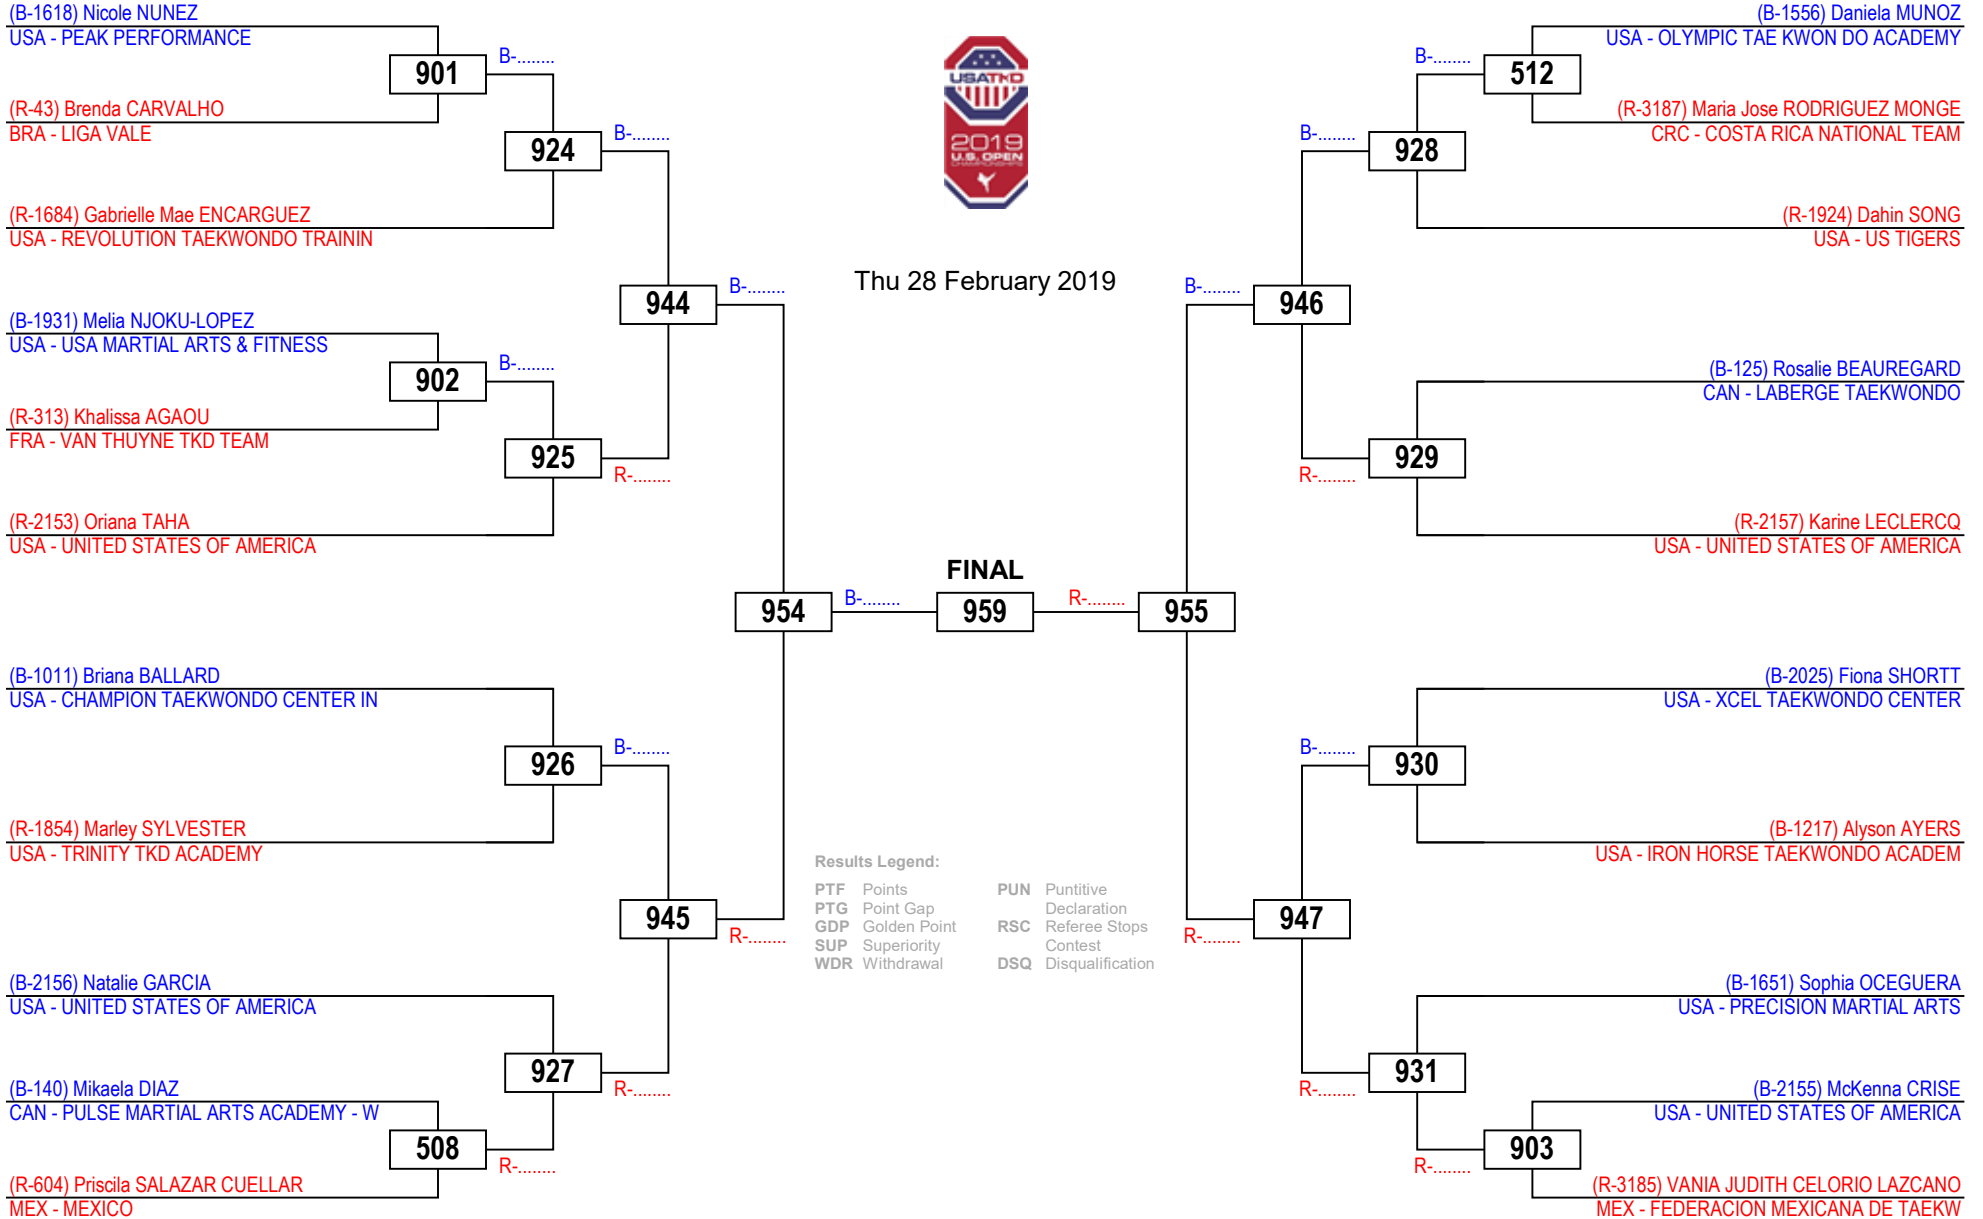 (B-1618) Nicole NUNEZ
USA - PEAK PERFORMANCE
901
B-........
(R-43) Brenda CARVALHO
BRA - LIGA VALE
924
B-........
(R-1684) Gabrielle Mae ENCARGUEZ
USA - REVOLUTION TAEKWONDO TRAININ
944
B-........
(B-1931) Melia NJOKU-LOPEZ
USA - USA MARTIAL ARTS & FITNESS
902
B-........
(R-313) Khalissa AGAOU
FRA - VAN THUYNE TKD TEAM
925
R-........
(R-2153) Oriana TAHA
USA - UNITED STATES OF AMERICA
954
B-........
(B-1011) Briana BALLARD
USA - CHAMPION TAEKWONDO CENTER IN
926
B-........
(R-1854) Marley SYLVESTER
USA - TRINITY TKD ACADEMY
945
R-........
(B-2156) Natalie GARCIA
USA - UNITED STATES OF AMERICA
927
R-........
(B-140) Mikaela DIAZ
CAN - PULSE MARTIAL ARTS ACADEMY - W
508
R-........
(R-604) Priscila SALAZAR CUELLAR
MEX - MEXICO
USATKD
2019
U.S. OPEN
CHAMPIONSHIPS
Thu 28 February 2019
FINAL
959
Results Legend:
PTF Points
PTG Point Gap
GDP Golden Point
SUP Superiority
WDR Withdrawal
PUN Puntitive
Declaration
RSC Referee Stops
Contest
DSQ Disqualification
(B-1556) Daniela MUNOZ
USA - OLYMPIC TAE KWON DO ACADEMY
B-........
512
(R-3187) Maria Jose RODRIGUEZ MONGE
CRC - COSTA RICA NATIONAL TEAM
B-........
928
(R-1924) Dahin SONG
USA - US TIGERS
B-........
946
(B-125) Rosalie BEAUREGARD
CAN - LABERGE TAEKWONDO
929
R-........
(R-2157) Karine LECLERCQ
USA - UNITED STATES OF AMERICA
R-........
955
(B-2025) Fiona SHORTT
USA - XCEL TAEKWONDO CENTER
B-........
930
(B-1217) Alyson AYERS
USA - IRON HORSE TAEKWONDO ACADEM
947
R-........
(B-1651) Sophia OCEGUERA
USA - PRECISION MARTIAL ARTS
931
R-........
(B-2155) McKenna CRISE
USA - UNITED STATES OF AMERICA
903
R-........
(R-3185) VANIA JUDITH CELORIO LAZCANO
MEX - FEDERACION MEXICANA DE TAEKW